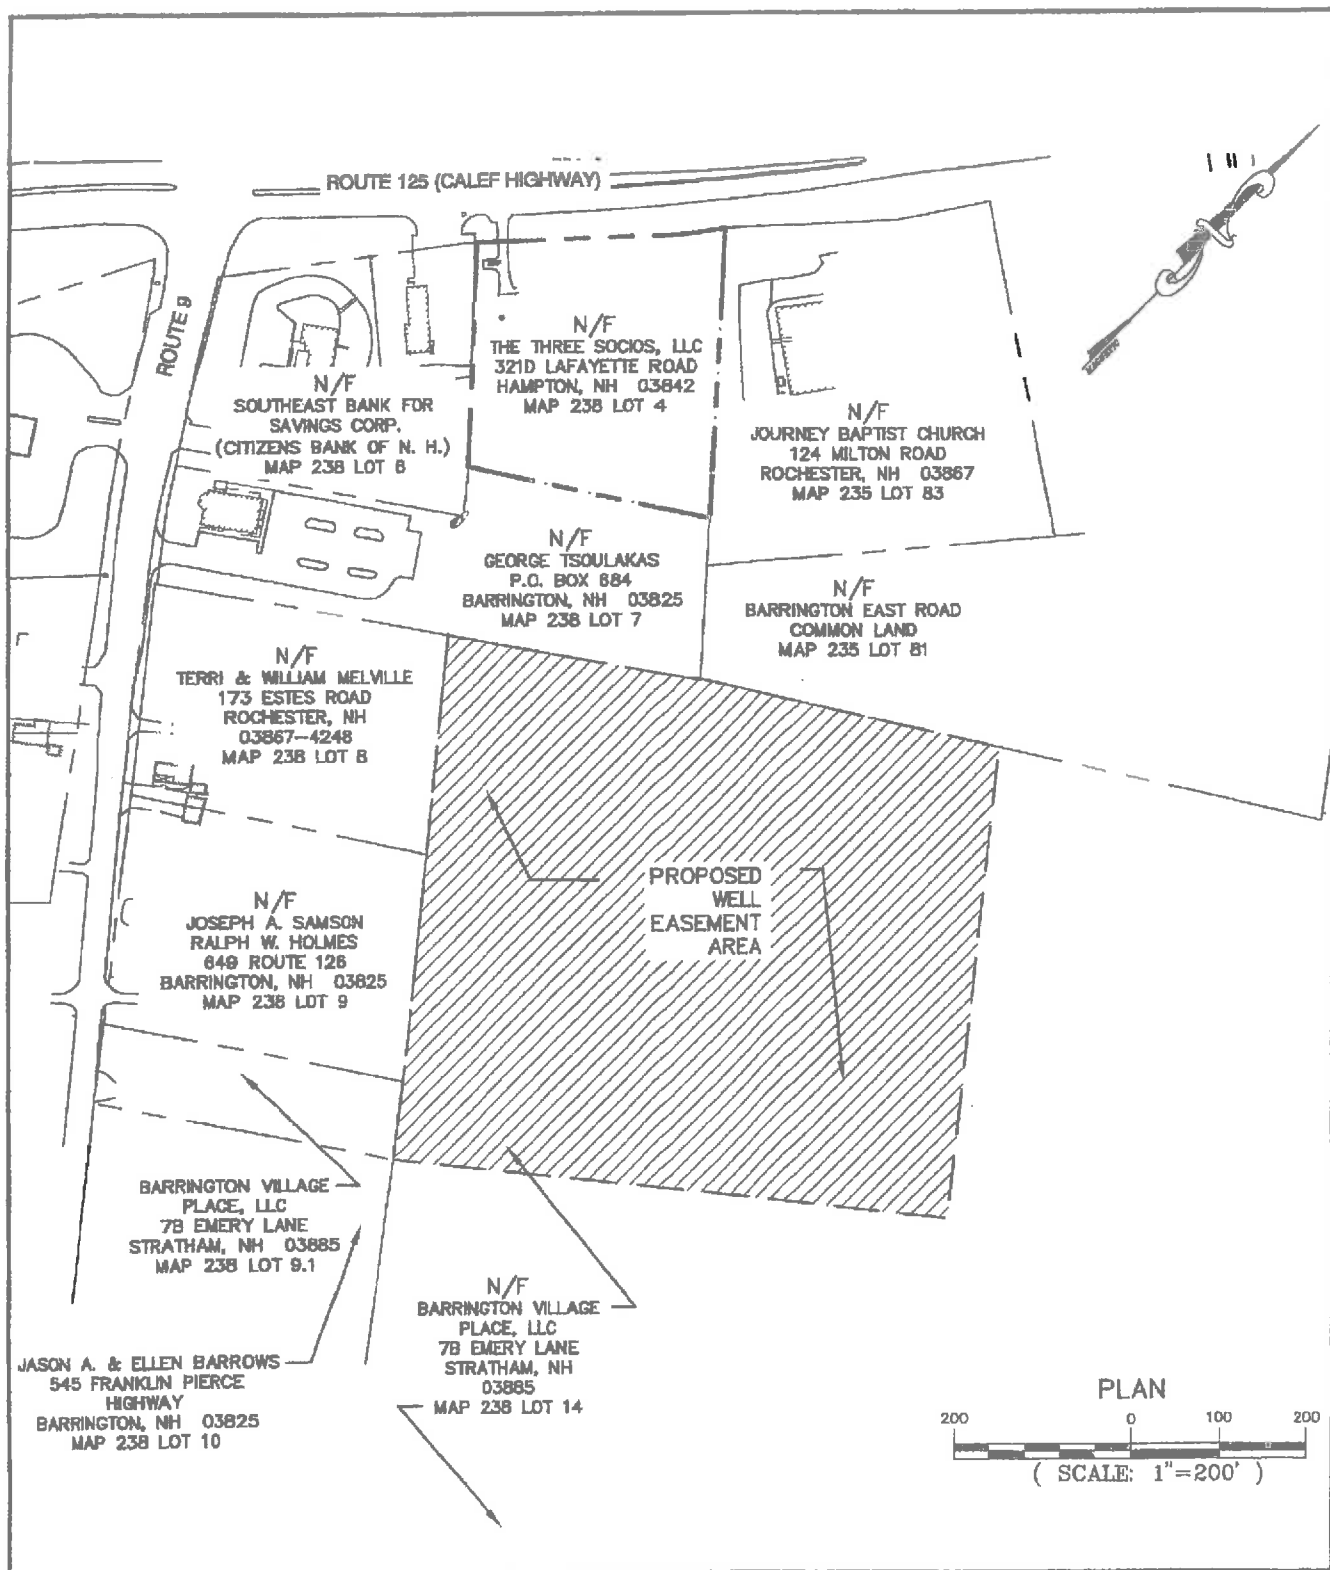 ROUTE 125 (CALEF HIGHWAY)
ROUTE 9
N/F
THE THREE SOCIOS, LLC
321D LAFAYETTE ROAD
HAMPTON, NH 03842
MAP 238 LOT 4
N/F
SOUTHEAST BANK FOR
SAVINGS CORP.
(CITIZENS BANK OF N. H.)
MAP 238 LOT 6
N/F
JOURNEY BAPTIST CHURCH
124 MILTON ROAD
ROCHESTER, NH 03867
MAP 235 LOT 83
N/F
GEORGE TSOULAKAS
P.O. BOX 684
BARRINGTON, NH 03825
MAP 238 LOT 7
N/F
BARRINGTON EAST ROAD
COMMON LAND
MAP 235 LOT 81
N/F
TERRI & WILLIAM MELVILLE
173 ESTES ROAD
ROCHESTER, NH
03867-4248
MAP 238 LOT 8
PROPOSED
WELL
EASEMENT
AREA
N/F
JOSEPH A. SAMSON
RALPH W. HOLMES
649 ROUTE 126
BARRINGTON, NH 03825
MAP 238 LOT 9
BARRINGTON VILLAGE
PLACE, LLC
7B EMERY LANE
STRATHAM, NH 03885
MAP 238 LOT 9.1
N/F
BARRINGTON VILLAGE
PLACE, LLC
7B EMERY LANE
STRATHAM, NH
03885
MAP 238 LOT 14
JASON A. & ELLEN BARROWS
545 FRANKLIN PIERCE
HIGHWAY
BARRINGTON, NH 03825
MAP 238 LOT 10
PLAN
200 0 100 200
( SCALE: 1"=200' )